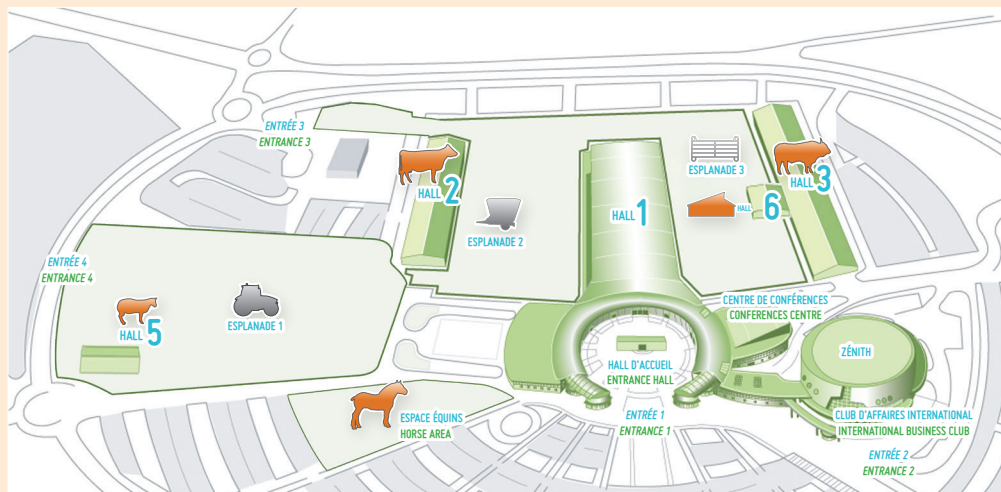 ENTRÉE 3
ENTRANCE 3
HALL 2
ESPLANADE 2
HALL 1
ESPLANADE 3
HALL 3
HALL 6
ENTRÉE 4
ENTRANCE 4
HALL 5
ESPLANADE 1
CENTRE DE CONFÉRENCES
CONFERENCES CENTRE
HALL D'ACCUEIL
ENTRANCE HALL
ZÉNITH
ESPACE ÉQUINS
HORSE AREA
ENTRÉE 1
ENTRANCE 1
CLUB D'AFFAIRES INTERNATIONAL
INTERNATIONAL BUSINESS CLUB
ENTRÉE 2
ENTRANCE 2